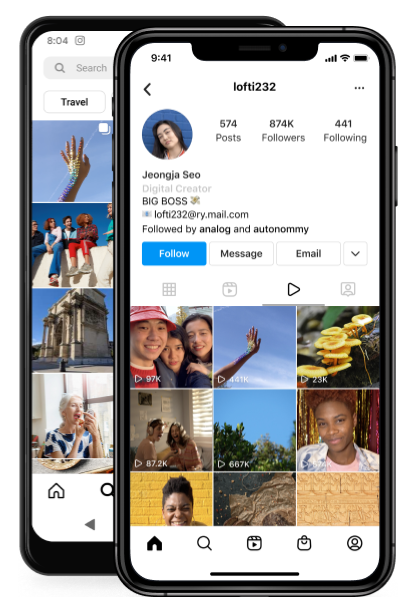 8:04
Search
Travel
9:41
lofti232
574
874K
441
Posts
Followers
Following
Jeongja Seo
Digital Creator
BIG BOSS
lofti232@ry.mail.com
Followed by analog and autonommy
Follow
Message
Email
97K
441K
23K
87.2K
667K